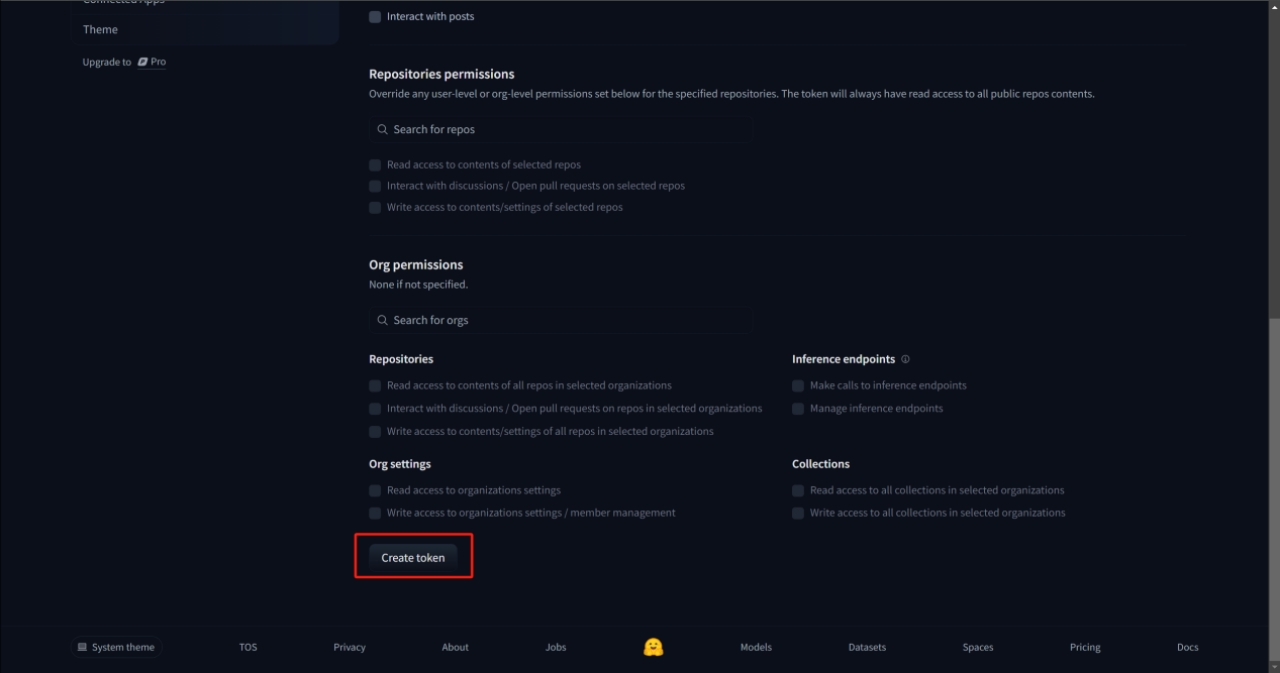 Connected Apps
Theme
Upgrade to Pro
Interact with posts
Repositories permissions
Override any user-level or org-level permissions set below for the specified repositories. The token will always have read access to all public repos contents.
Search for repos
Read access to contents of selected repos
Interact with discussions / Open pull requests on selected repos
Write access to contents/settings of selected repos
Org permissions
None if not specified.
Search for orgs
Repositories
Read access to contents of all repos in selected organizations
Interact with discussions / Open pull requests on repos in selected organizations
Write access to contents/settings of all repos in selected organizations
Inference endpoints
Make calls to inference endpoints
Manage inference endpoints
Org settings
Read access to organizations settings
Write access to organizations settings / member management
Collections
Read access to all collections in selected organizations
Write access to all collections in selected organizations
Create token
System theme TOS Privacy About Jobs Models Datasets Spaces Pricing Docs